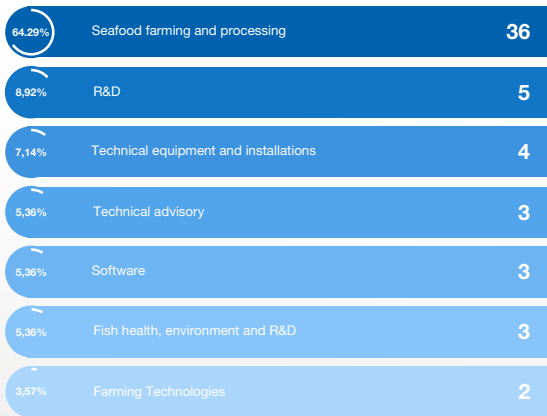 64.29% Seafood farming and processing 36
8,92% R&D 5
7,14% Technical equipment and installations 4
5,36% Technical advisory 3
5,36% Software 3
5,36% Fish health, environment and R&D 3
3,57% Farming Technologies 2